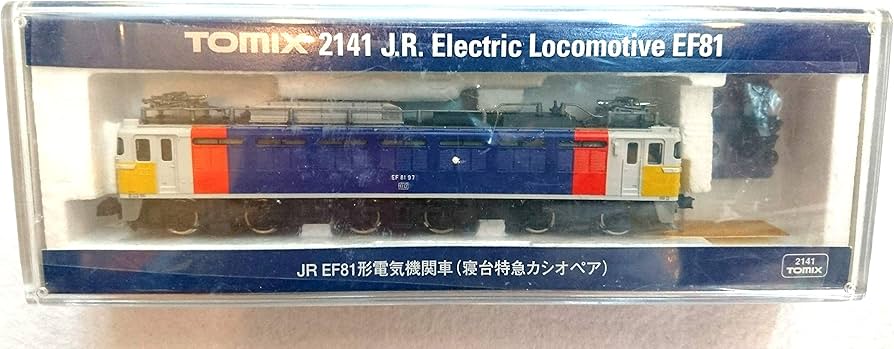 TOMIX 2141 J.R. Electric Locomotive EF81
EF 81 97
JR EF81形電気機関車(寝台特急カシオペア)
2141
TOMIX